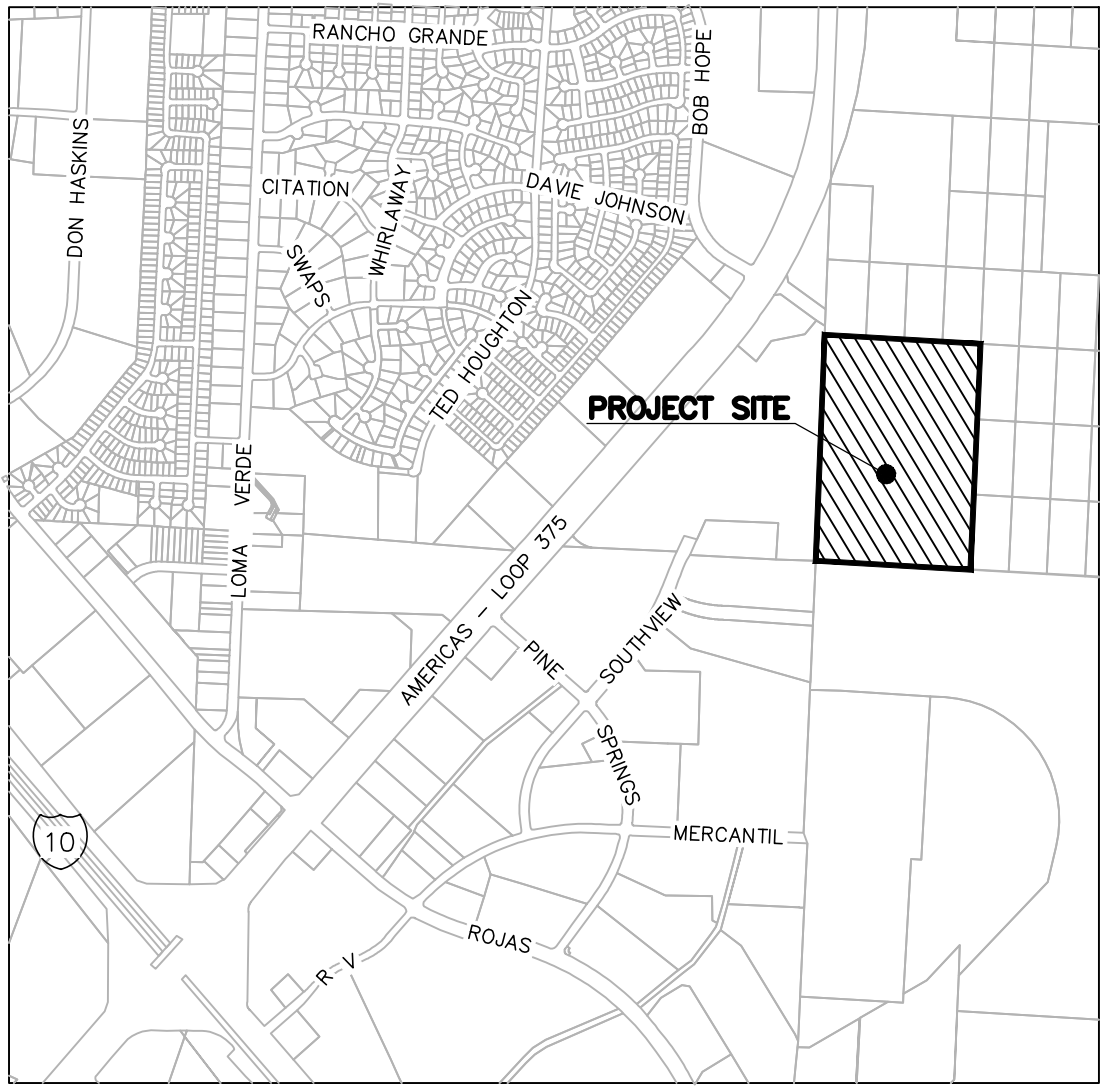 RANCHO GRANDE
BOB HOPE
DON HASKINS
CITATION
WHIRLAWAY
DAVIE JOHNSON
SWAPS
TED HOUGHTON
PROJECT SITE
LOMA VERDE
AMERICAS - LOOP 375
PINE SPRINGS
SOUTHVIEW
10
MERCANTIL
ROJAS
R V